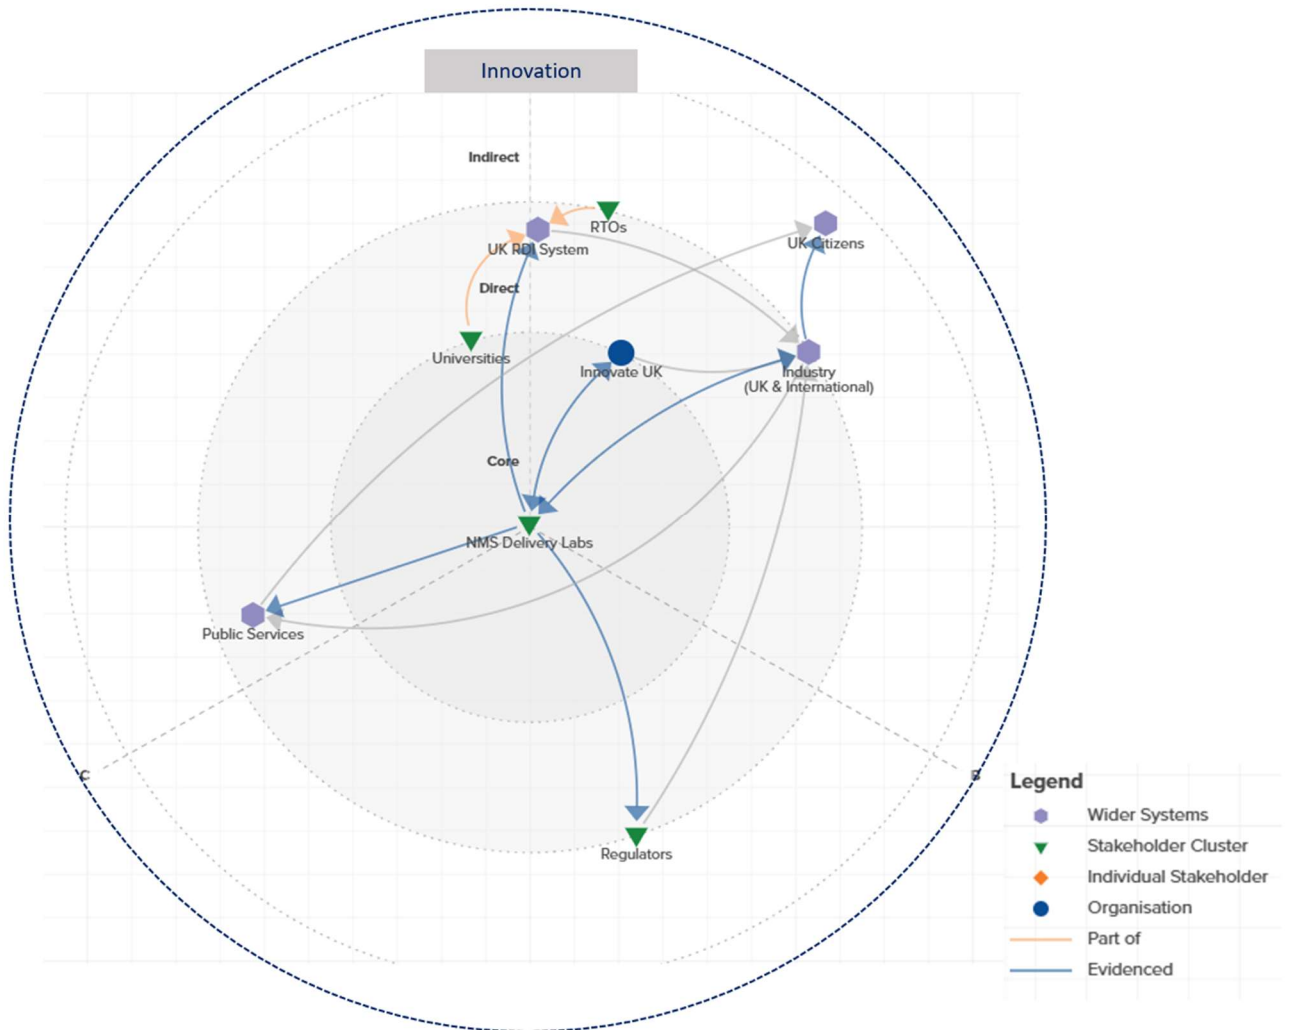 Innovation
Indirect
RTOs
UK RDI System
UK Citizens
Direct
Universities
Innovate UK
Industry
(UK & International)
Core
NMS Delivery Labs
Public Services
C
B
Regulators
Legend
Wider Systems
Stakeholder Cluster
Individual Stakeholder
Organisation
Part of
Evidenced